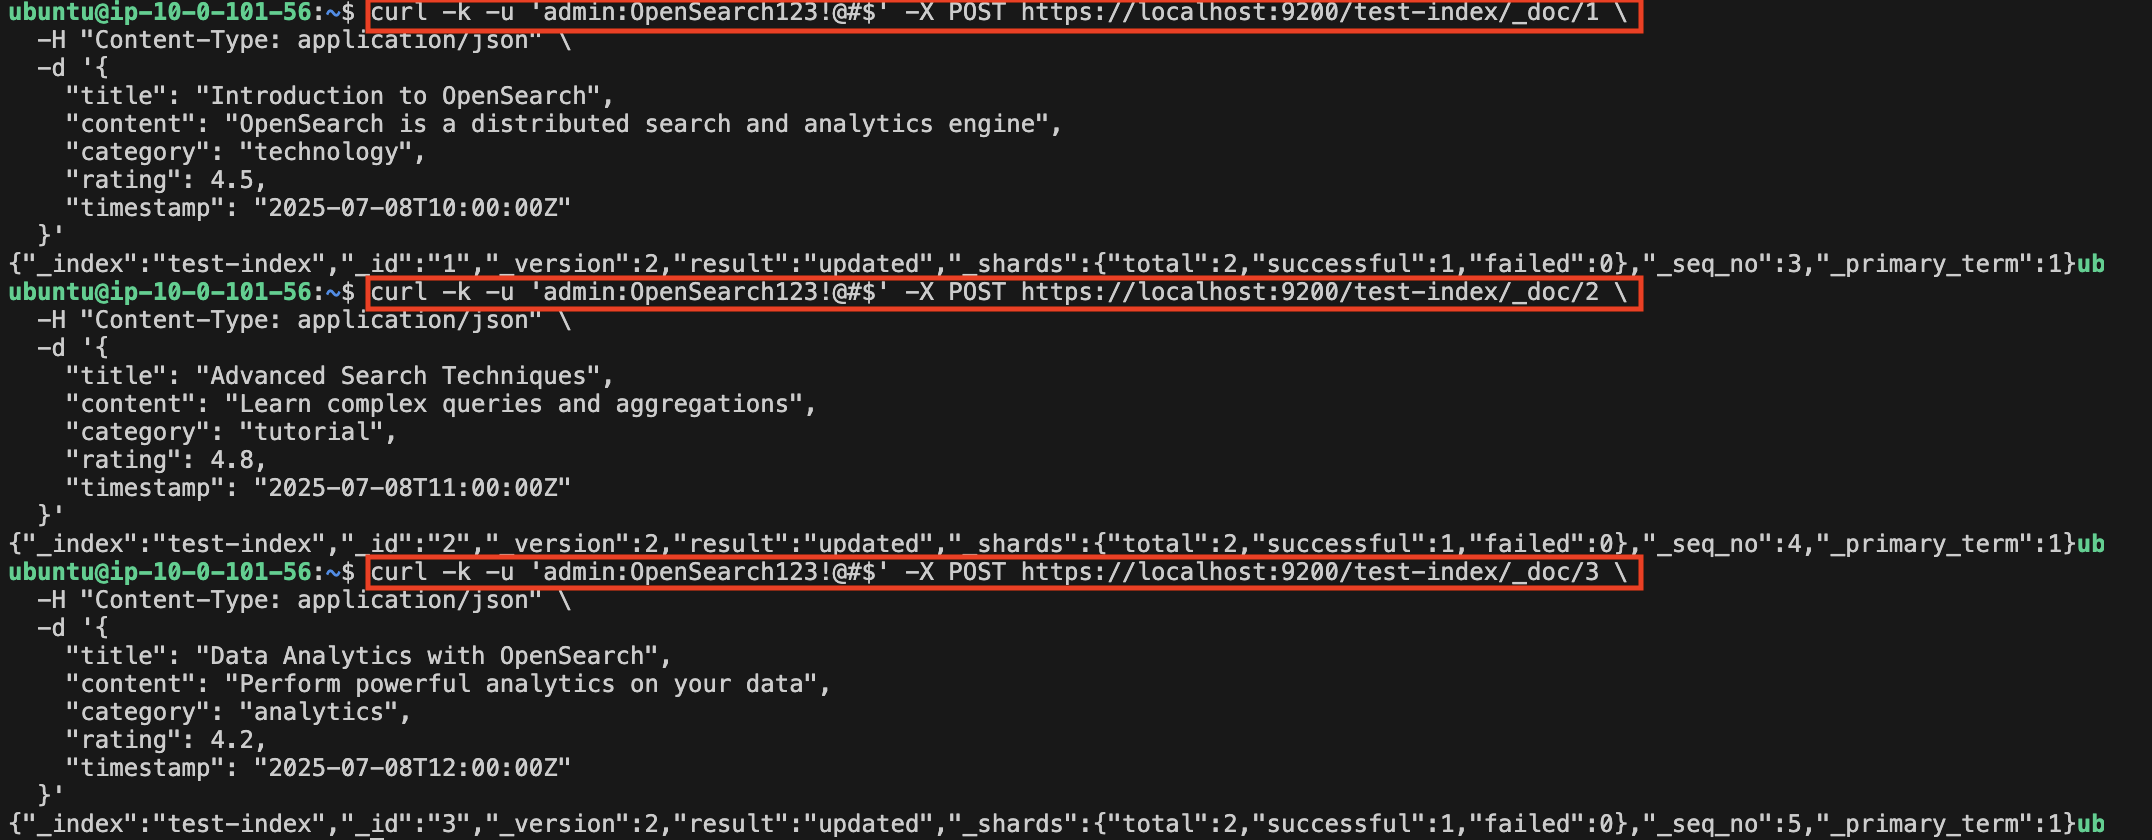 ubuntu@ip-10-0-101-56:~$ curl -k -u 'admin:OpenSearch123!@#$' -X POST https://localhost:9200/test-index/_doc/1 \
  -H "Content-Type: application/json" \
  -d '{
    "title": "Introduction to OpenSearch",
    "content": "OpenSearch is a distributed search and analytics engine",
    "category": "technology",
    "rating": 4.5,
    "timestamp": "2025-07-08T10:00:00Z"
  }'
{"_index":"test-index","_id":"1","_version":2,"result":"updated","_shards":{"total":2,"successful":1,"failed":0},"_seq_no":3,"_primary_term":1}ub
ubuntu@ip-10-0-101-56:~$ curl -k -u 'admin:OpenSearch123!@#$' -X POST https://localhost:9200/test-index/_doc/2 \
  -H "Content-Type: application/json" \
  -d '{
    "title": "Advanced Search Techniques",
    "content": "Learn complex queries and aggregations",
    "category": "tutorial",
    "rating": 4.8,
    "timestamp": "2025-07-08T11:00:00Z"
  }'
{"_index":"test-index","_id":"2","_version":2,"result":"updated","_shards":{"total":2,"successful":1,"failed":0},"_seq_no":4,"_primary_term":1}ub
ubuntu@ip-10-0-101-56:~$ curl -k -u 'admin:OpenSearch123!@#$' -X POST https://localhost:9200/test-index/_doc/3 \
  -H "Content-Type: application/json" \
  -d '{
    "title": "Data Analytics with OpenSearch",
    "content": "Perform powerful analytics on your data",
    "category": "analytics",
    "rating": 4.2,
    "timestamp": "2025-07-08T12:00:00Z"
  }'
{"_index":"test-index","_id":"3","_version":2,"result":"updated","_shards":{"total":2,"successful":1,"failed":0},"_seq_no":5,"_primary_term":1}ub